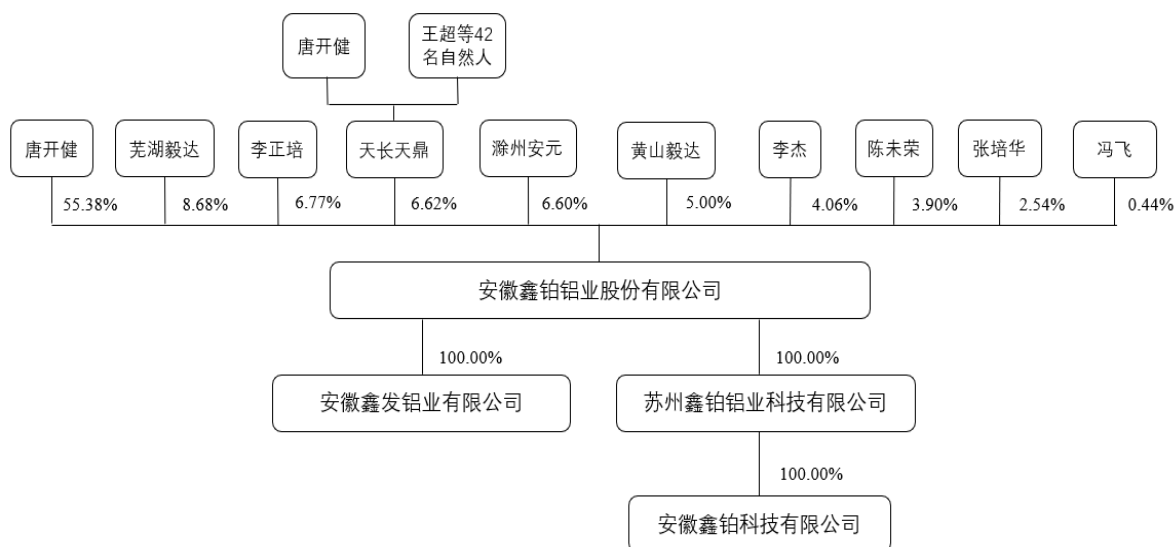 唐开健
王超等42
名自然人
唐开健
芜湖毅达
李正培
天长天鼎
滁州安元
黄山毅达
李杰
陈未荣
张培华
冯飞
55.38%
8.68%
6.77%
6.62%
6.60%
5.00%
4.06%
3.90%
2.54%
0.44%
安徽鑫铂铝业股份有限公司
100.00%
100.00%
安徽鑫发铝业有限公司
苏州鑫铂铝业科技有限公司
100.00%
安徽鑫铂科技有限公司